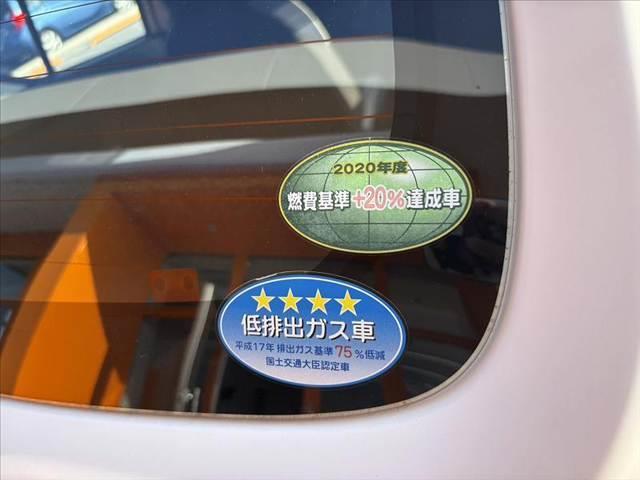 2020年度
燃費基準+20%達成車
低排出ガス車
平成17年 排出ガス基準75%低減
国土交通大臣認定車